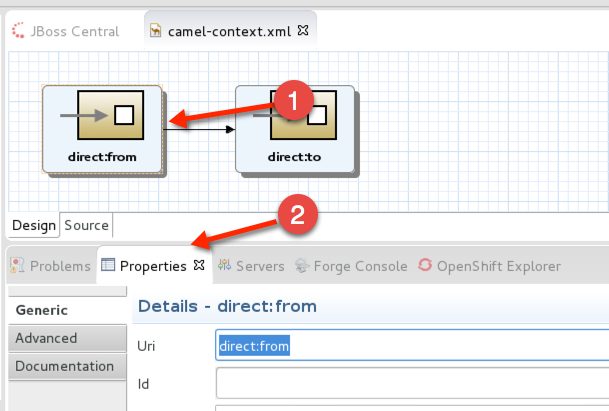 JBoss Central camel-context.xml
1
direct:from direct:to
2
Design Source
Problems Properties Servers Forge Console OpenShift Explorer
Generic
Details - direct:from
Advanced
Uri direct:from
Documentation
Id